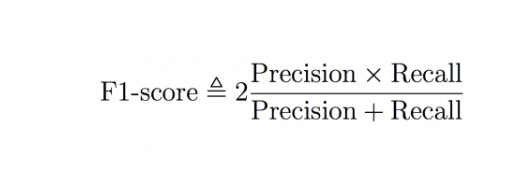 F1-score ≜ 2 Precision × Recall
Precision + Recall